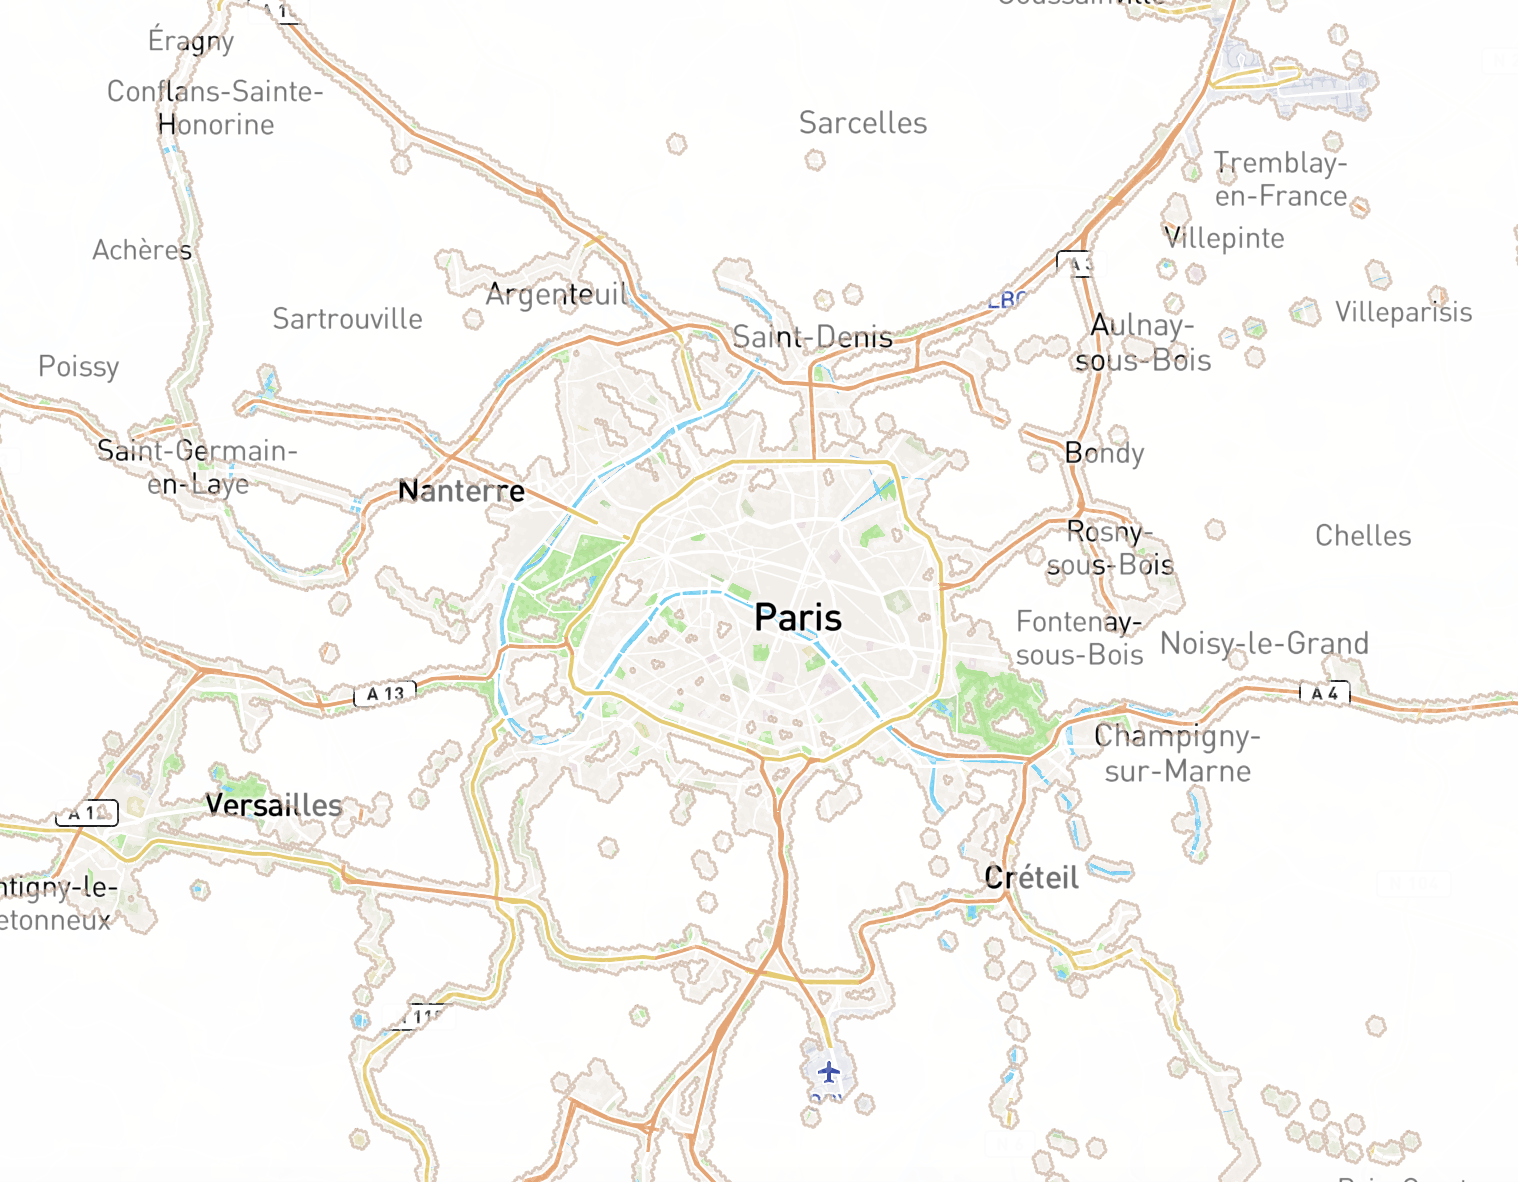 A 1
Éragny
Conflans-Sainte-
Honorine
Sarcelles
Tremblay-
en-France
Villepinte
Achères
Argenteuil
Sartrouville
Saint-Denis
Aulnay-
sous-Bois
Villeparisis
Poissy
Saint-Germain-
en-Laye
Bondy
Nanterre
Rosny-
sous-Bois
Chelles
Paris
Fontenay-
sous-Bois
Noisy-le-Grand
A 13
A 4
Champigny-
sur-Marne
Versailles
Créteil
ntigny-le-
etonneux